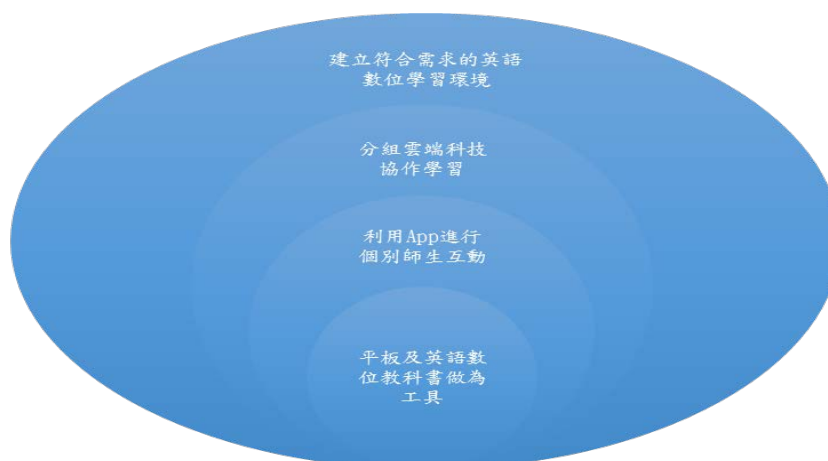 建立符合需求的英語
數位學習環境
分組雲端科技
協作學習
利用App進行
個別師生互動
平板及英語數
位教科書做為
工具